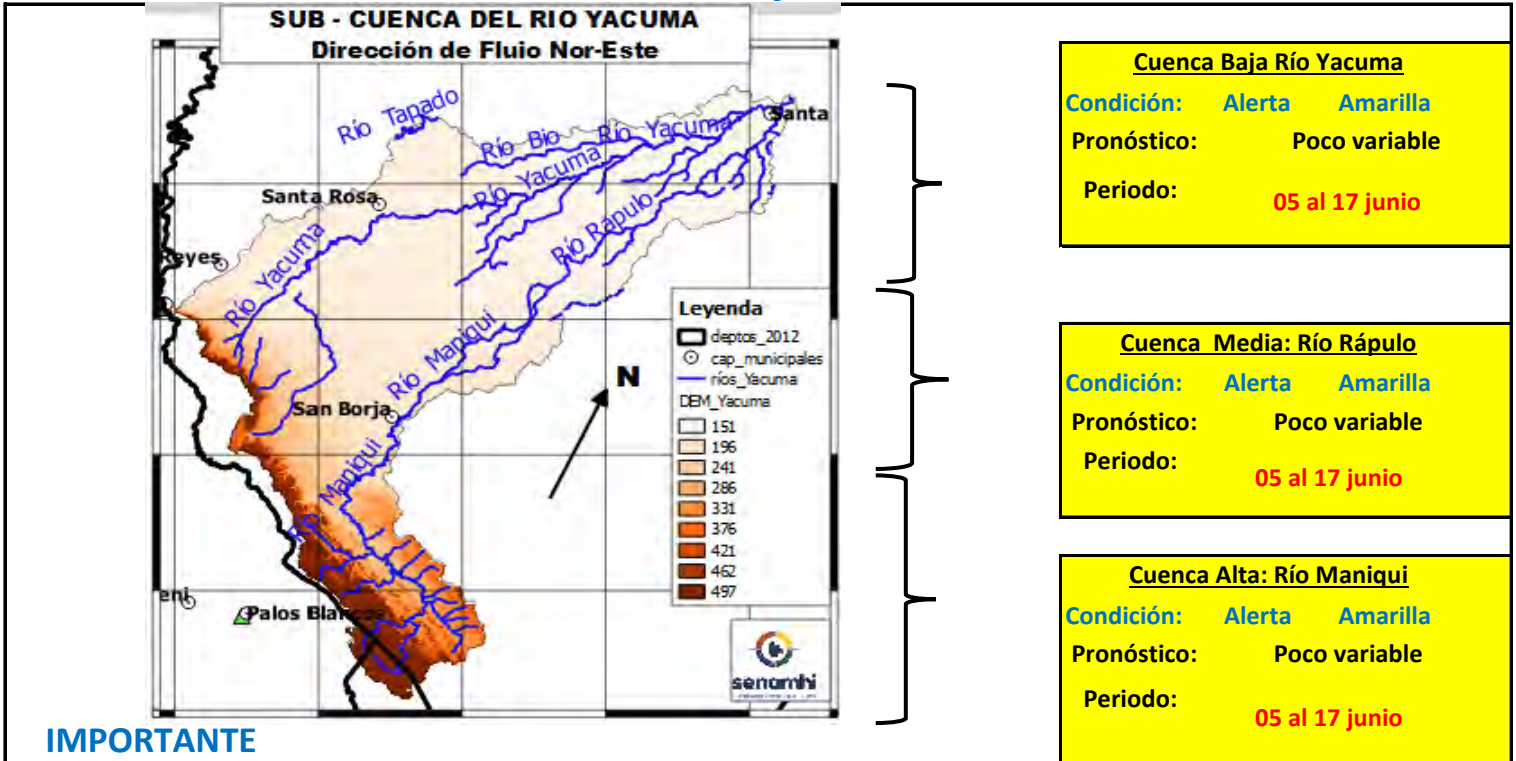 SUB - CUENCA DEL RIO YACUMA
Dirección de Flujo Nor-Este
Río Tapado
Río Bio
Río Yacuma
Santa
Río Yacuma
Santa Rosa
Río Rápulo
Reyes
Río Yacuma
Río Maniqui
San Borja
Río Maniqui
Río Maniqui
eni
Palos Blancos
N
Leyenda
deptos_2012
cap_municipales
ríos_Yacuma
DEM_Yacuma
151
196
241
286
331
376
421
462
497
senamhi
IMPORTANTE
Cuenca Baja Río Yacuma
Condición: Alerta Amarilla
Pronóstico: Poco variable
Periodo: 05 al 17 junio
Cuenca Media: Río Rápulo
Condición: Alerta Amarilla
Pronóstico: Poco variable
Periodo: 05 al 17 junio
Cuenca Alta: Río Maniqui
Condición: Alerta Amarilla
Pronóstico: Poco variable
Periodo: 05 al 17 junio